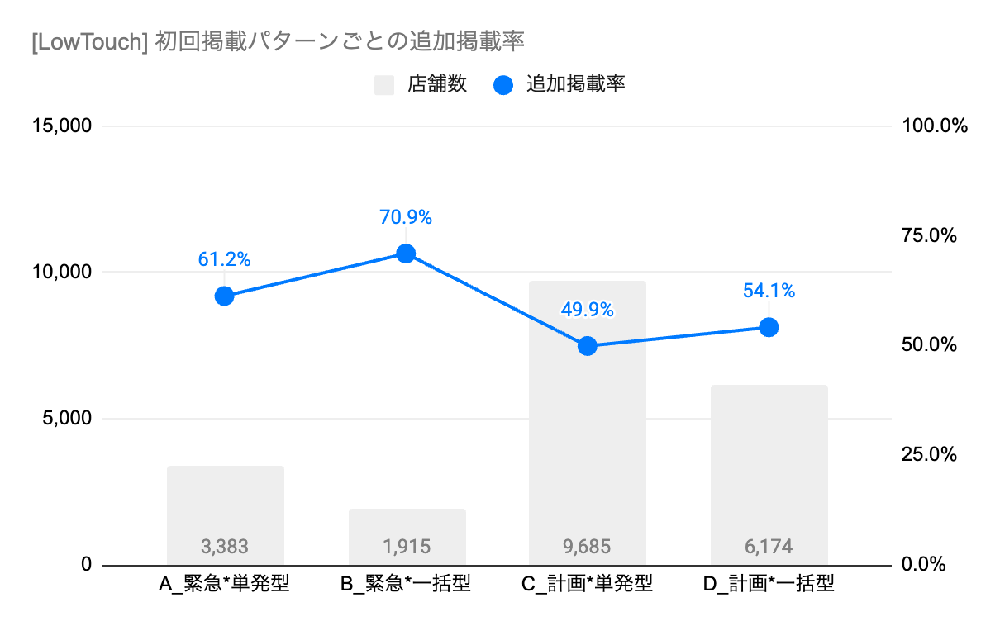 [LowTouch] 初回掲載パターンごとの追加掲載率
店舗数 追加掲載率
15,000 100.0%
70.9%
75.0%
61.2%
10,000
54.1%
49.9%
50.0%
5,000
25.0%
3,383 1,915 9,685 6,174
0 0.0%
A_緊急*単発型 B_緊急*一括型 C_計画*単発型 D_計画*一括型